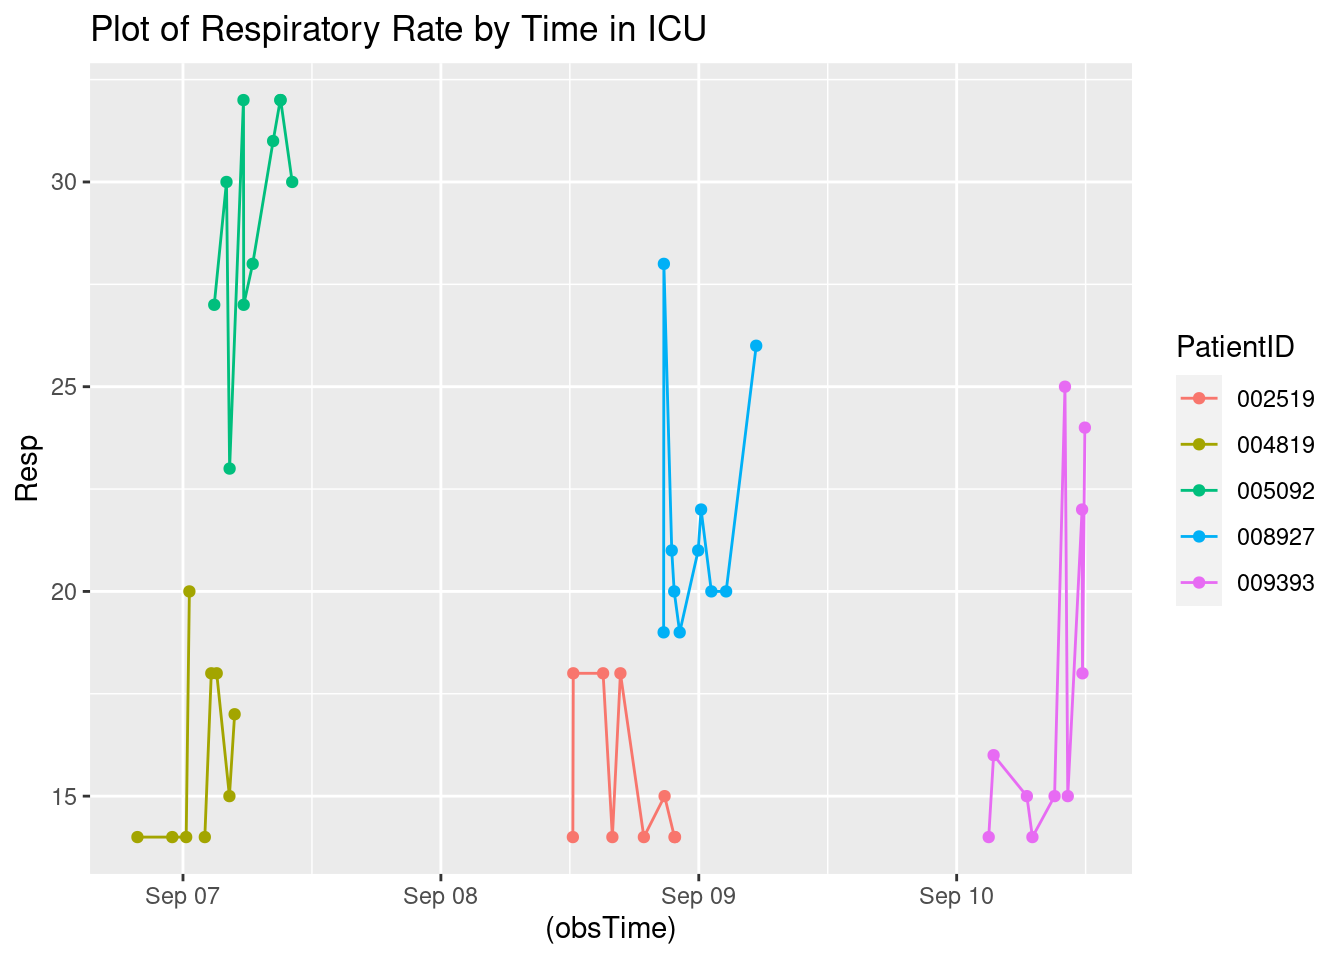 Plot of Respiratory Rate by Time in ICU
30
25
20
15
Resp
Sep 07
Sep 08
Sep 09
Sep 10
(obsTime)
PatientID
002519
004819
005092
008927
009393